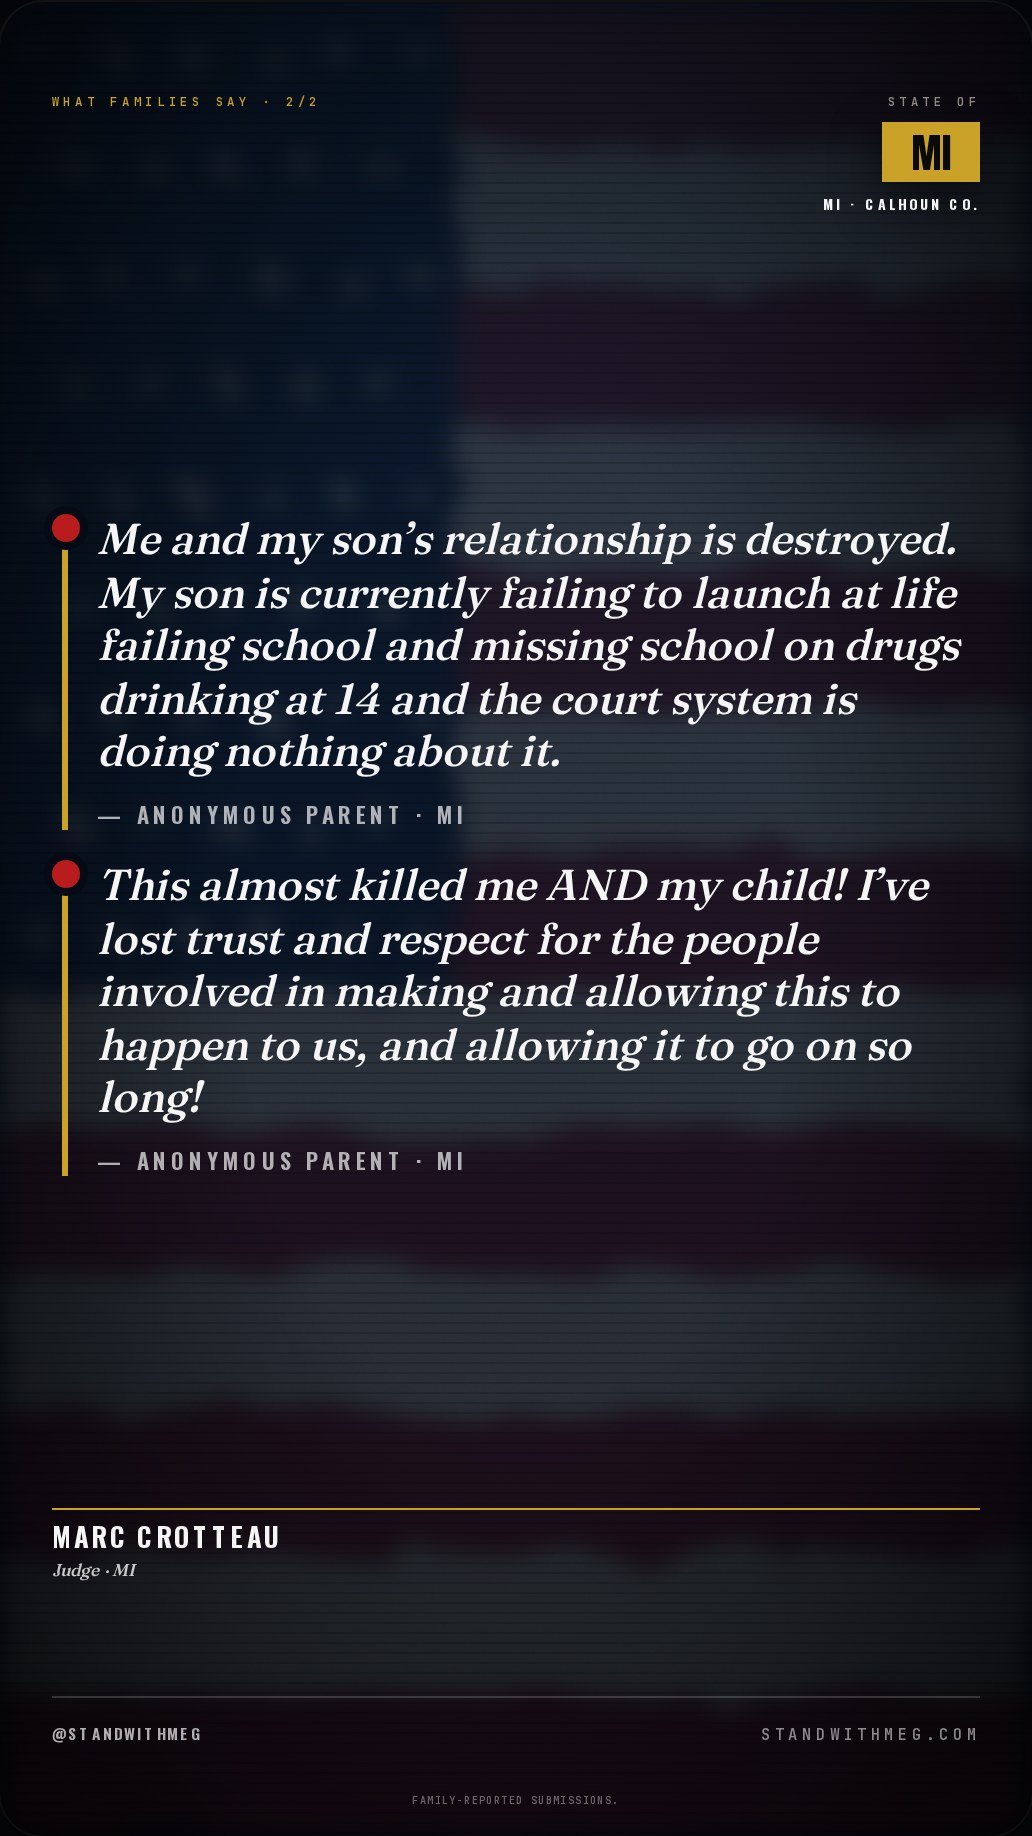 WHAT FAMILIES SAY · 2/2
STATE OF
MI
MI · CALHOUN CO.
Me and my son’s relationship is destroyed.
My son is currently failing to launch at life
failing school and missing school on drugs
drinking at 14 and the court system is
doing nothing about it.
— ANONYMOUS PARENT · MI
This almost killed me AND my child! I’ve
lost trust and respect for the people
involved in making and allowing this to
happen to us, and allowing it to go on so
long!
— ANONYMOUS PARENT · MI
MARC CROTTEAU
Judge · MI
@STANDWITHMEG
STANDWITHMEG.COM
FAMILY-REPORTED SUBMISSIONS.